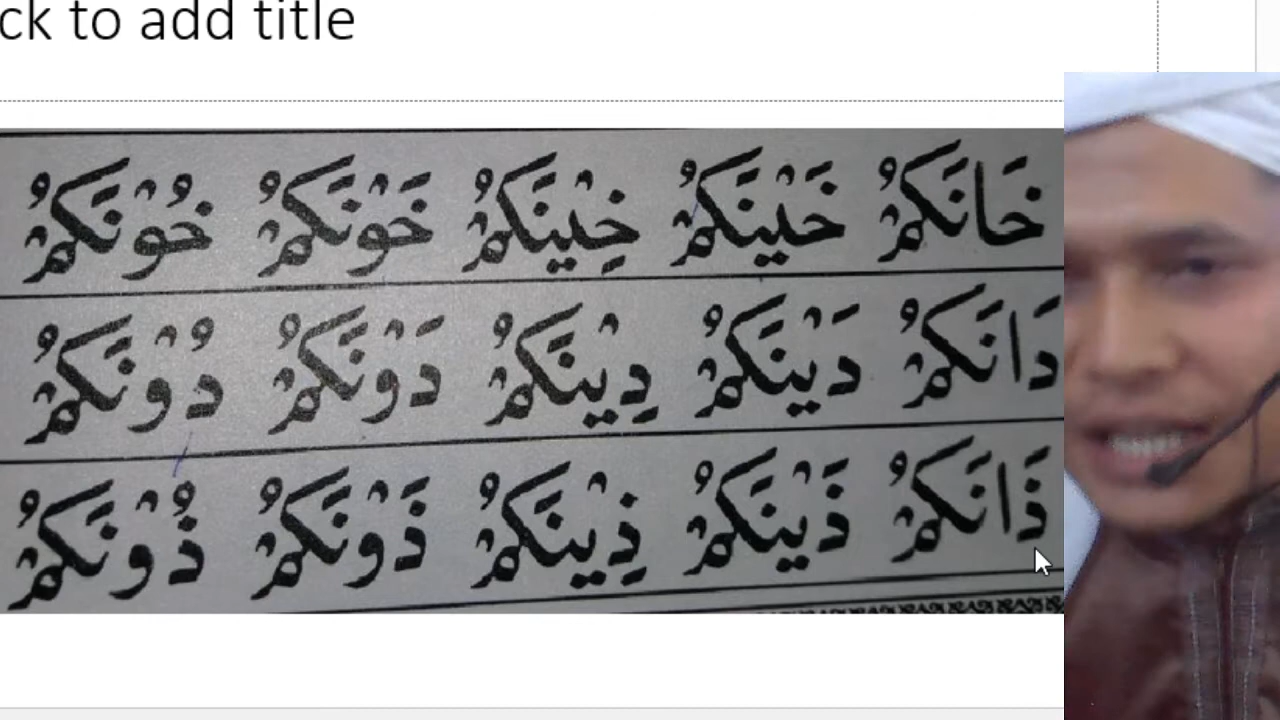 ck to add title
خَانَكُمْ خَيْنَكُمْ خِيْنَكُمْ خَوْنَكُمْ خُوْنَكُمْ
دَانَكُمْ دَيْنَكُمْ دِيْنَكُمْ دَوْنَكُمْ دُوْنَكُمْ
ذَانَكُمْ ذَيْنَكُمْ ذِيْنَكُمْ ذَوْنَكُمْ ذُوْنَكُمْ